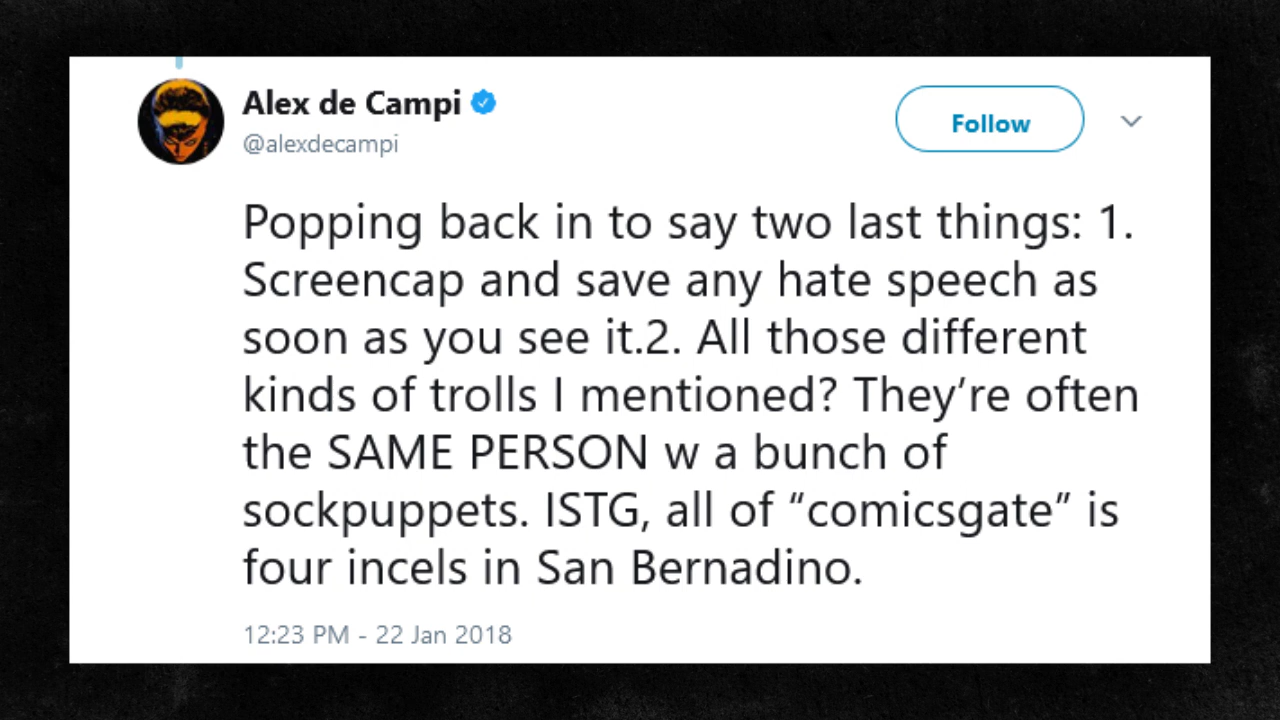 Alex de Campi
@alexdecampi
Follow
Popping back in to say two last things: 1.
Screencap and save any hate speech as
soon as you see it.2. All those different
kinds of trolls I mentioned? They’re often
the SAME PERSON w a bunch of
sockpuppets. ISTG, all of “comicsgate” is
four incels in San Bernadino.
12:23 PM - 22 Jan 2018